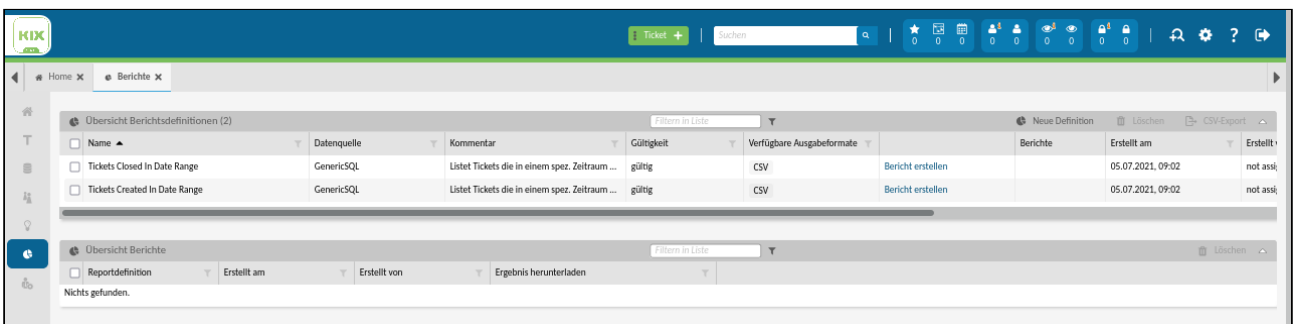 KIX
Ticket
Suchen
0 0 0 0 0 0 0 0 0
Home Berichte
Übersicht Berichtsdefinitionen (2) Filtern in Liste Neue Definition Löschen CSV-Export
Name Datenquelle Kommentar Gültigkeit Verfügbare Ausgabeformate Berichte Erstellt am Erstellt
Tickets Closed In Date Range GenericSQL Listet Tickets die in einem spez. Zeitraum ... gültig CSV Bericht erstellen 05.07.2021, 09:02 not assi
Tickets Created In Date Range GenericSQL Listet Tickets die in einem spez. Zeitraum ... gültig CSV Bericht erstellen 05.07.2021, 09:02 not assi
Übersicht Berichte Filtern in Liste Löschen
Reportdefinition Erstellt am Erstellt von Ergebnis herunterladen
Nichts gefunden.